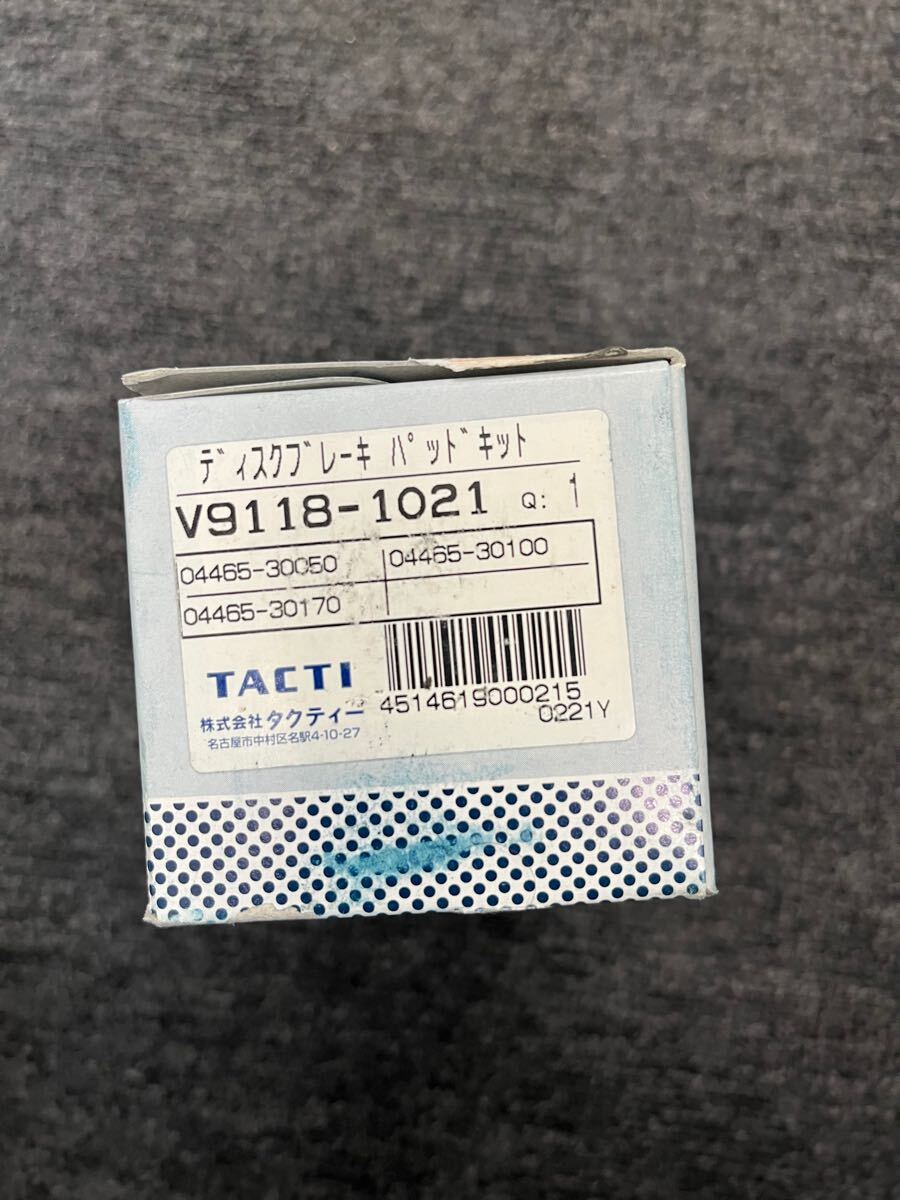 ﾃﾞｨｽｸﾌﾞﾚｰｷ ﾊﾟｯﾄﾞｷｯﾄ
V9118-1021 Q: 1
04465-30050 04465-30100
04465-30170
TACTI
株式会社タクティー
名古屋市中村区名駅4-10-27
4514619000215
0221Y